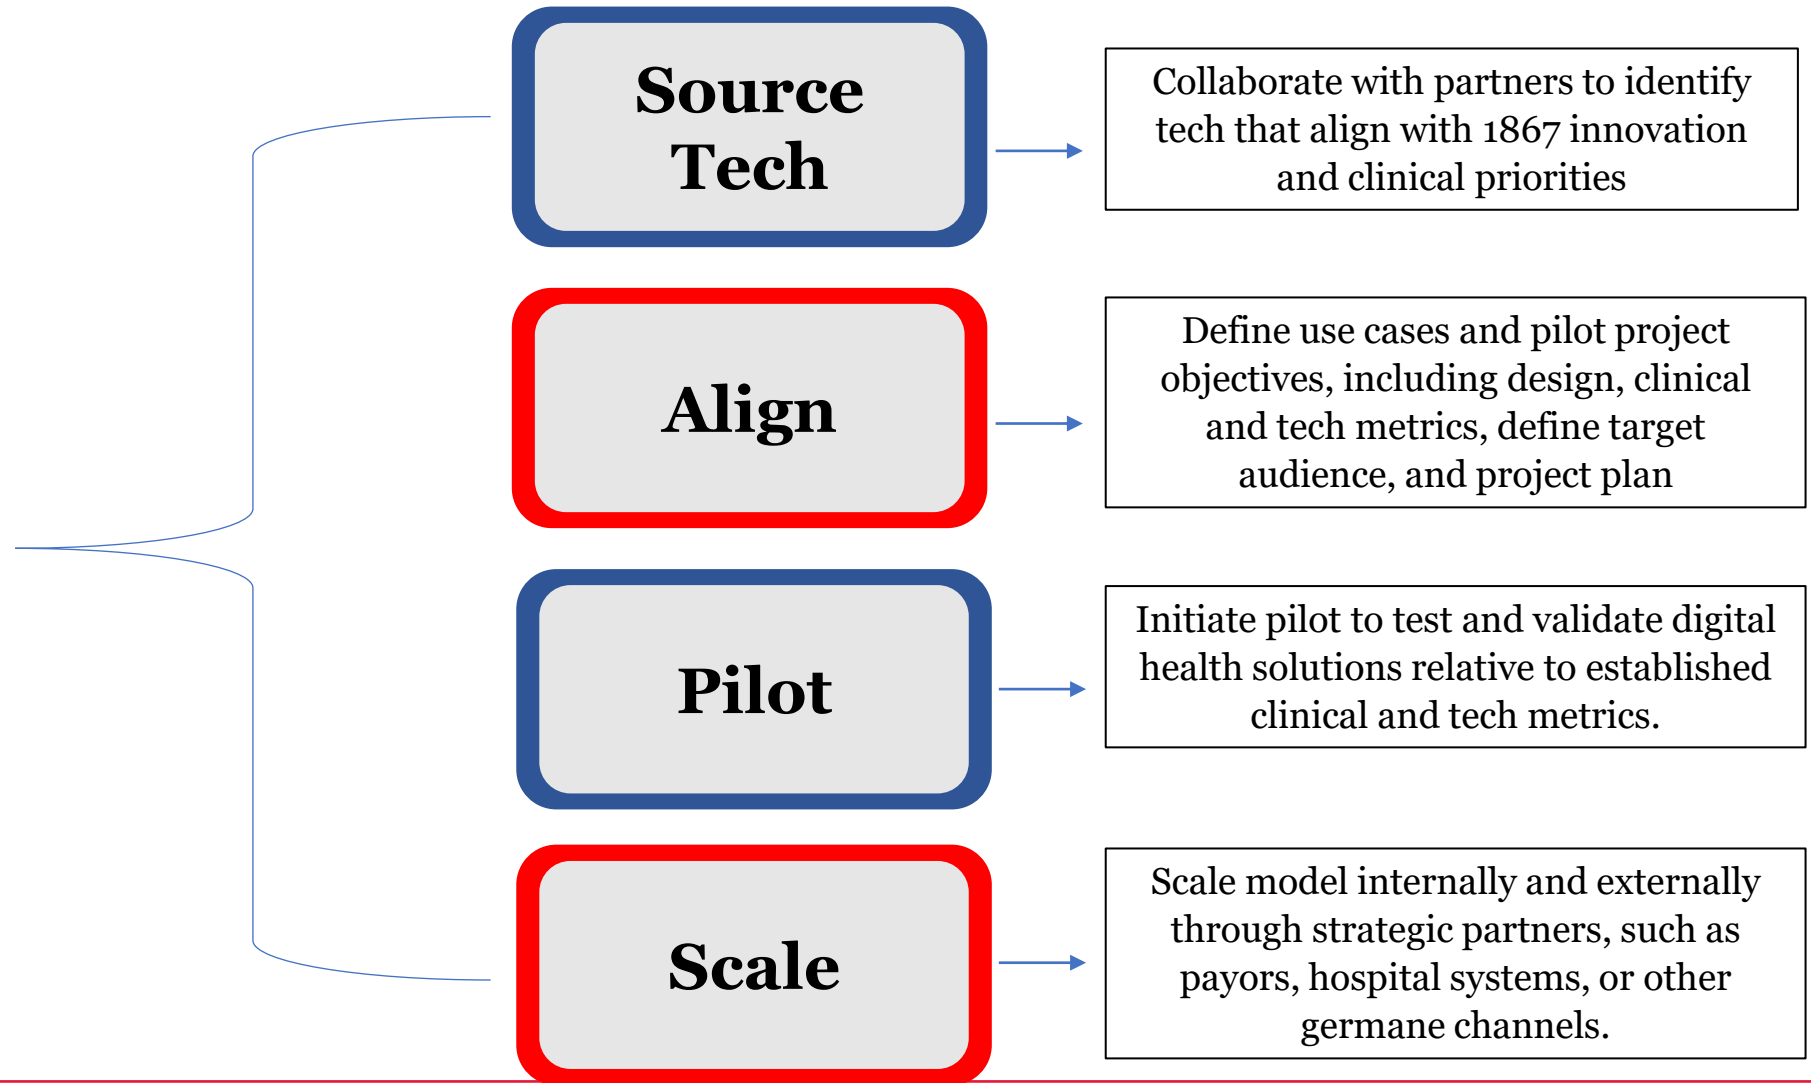 Source
Tech
Collaborate with partners to identify
tech that align with 1867 innovation
and clinical priorities
Align
Define use cases and pilot project
objectives, including design, clinical
and tech metrics, define target
audience, and project plan
Pilot
Initiate pilot to test and validate digital
health solutions relative to established
clinical and tech metrics.
Scale
Scale model internally and externally
through strategic partners, such as
payors, hospital systems, or other
germane channels.